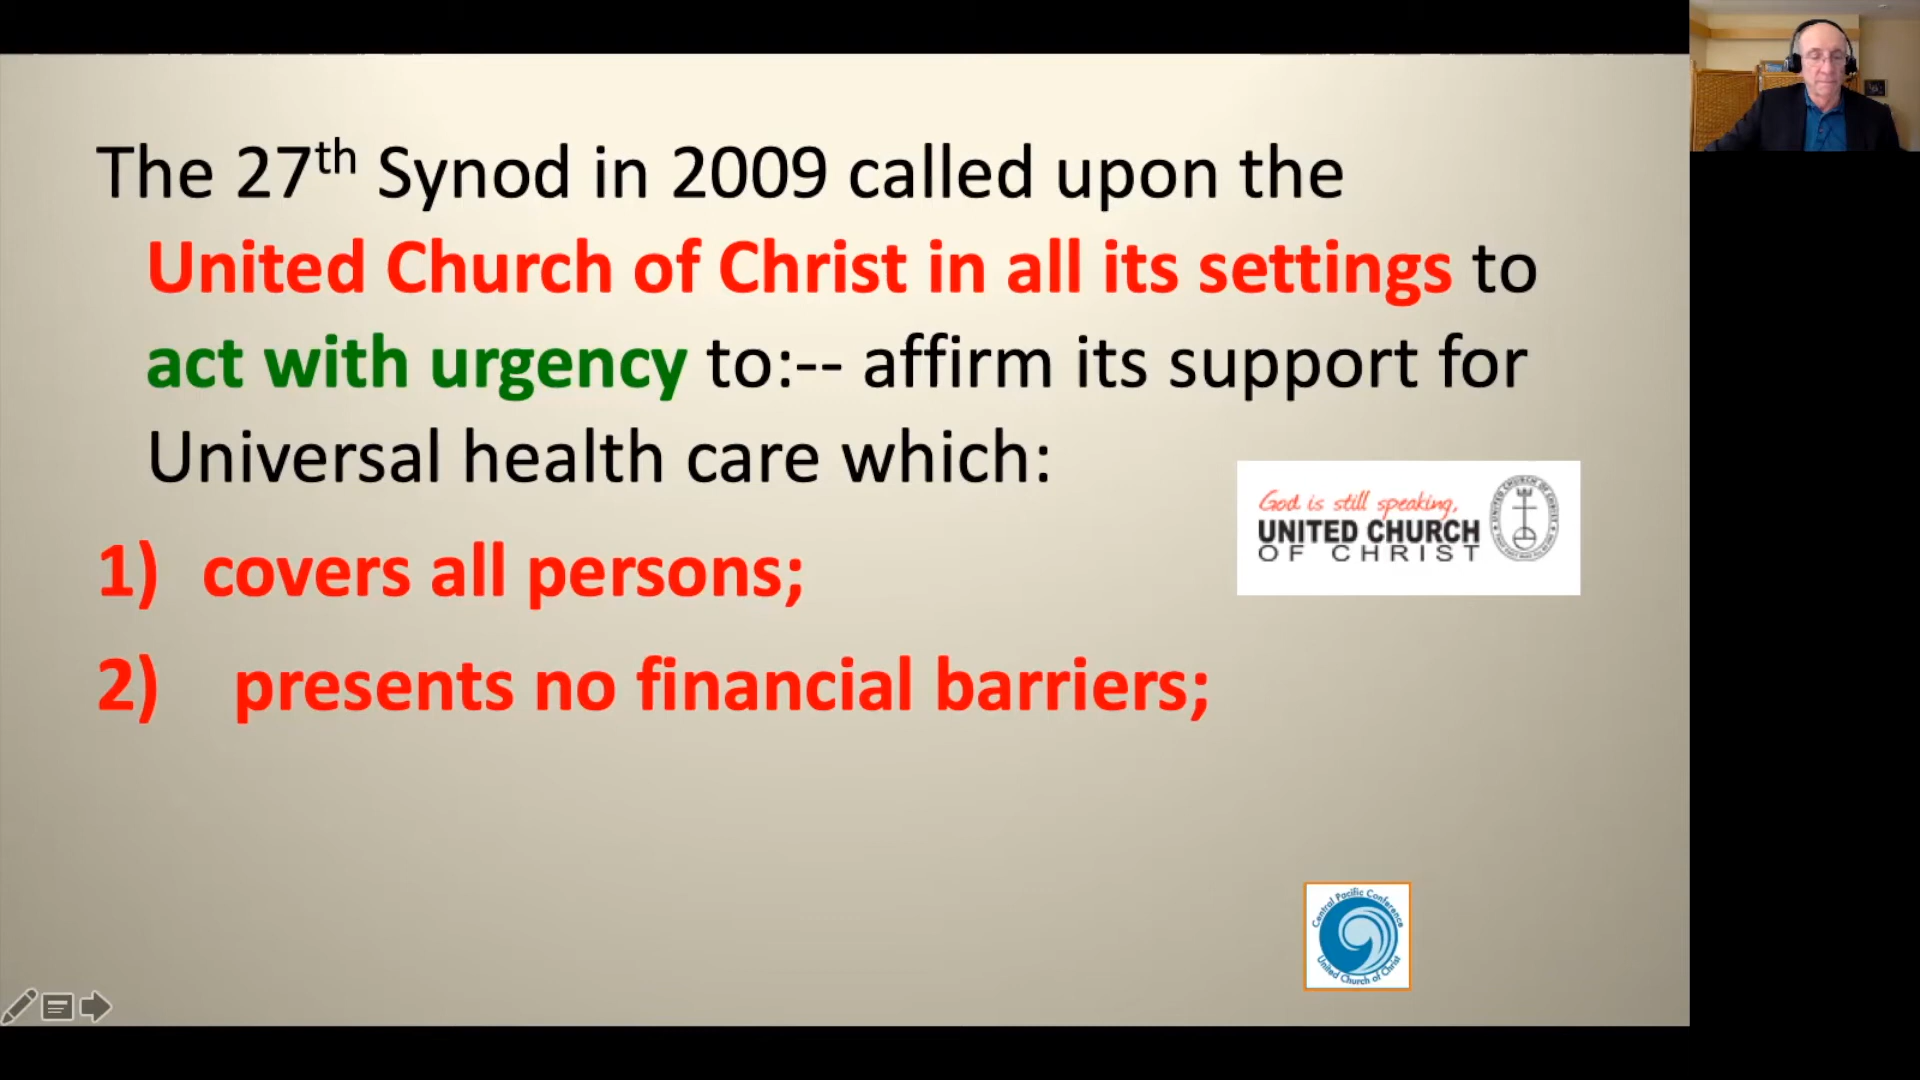 The 27th Synod in 2009 called upon the
United Church of Christ in all its settings to
act with urgency to:-- affirm its support for
Universal health care which:
God is still speaking,
UNITED CHURCH
OF CHRIST
1) covers all persons;
2) presents no financial barriers;
Central Pacific Conference
United Church of Christ